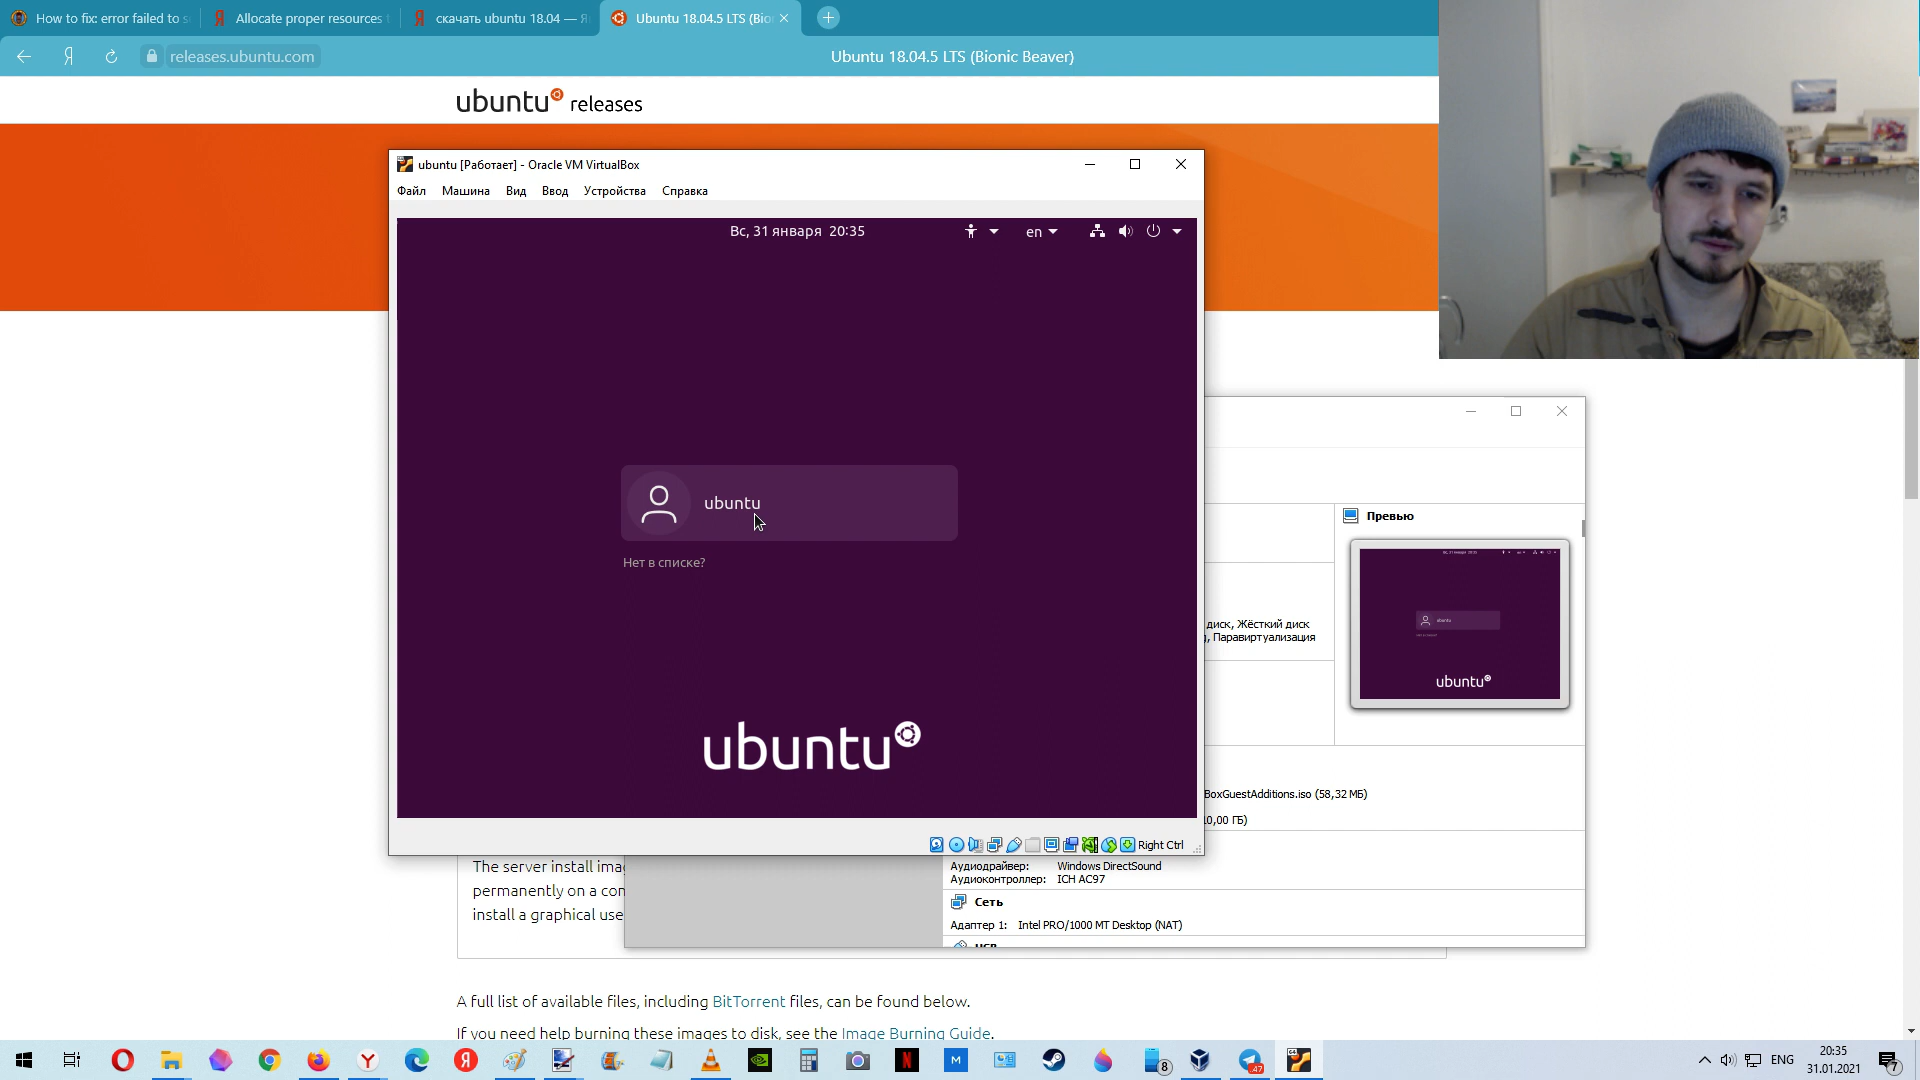 How to fix: error failed to s
Allocate proper resources
скачать ubuntu 18.04 — Я
Ubuntu 18.04.5 LTS (Bio
releases.ubuntu.com
Ubuntu 18.04.5 LTS (Bionic Beaver)
ubuntu releases
ubuntu [Работает] - Oracle VM VirtualBox
Файл Машина Вид Ввод Устройства Справка
Вс, 31 января 20:35
en
ubuntu
Нет в списке?
ubuntu
Right Ctrl
Превью
ubuntu
ubuntu
диск, Жёсткий диск
, Паравиртуализация
BoxGuestAdditions.iso (58,32 МБ)
0,00 ГБ)
Аудиодрайвер: Windows DirectSound
Аудиоконтроллер: ICH AC97
Сеть
Адаптер 1: Intel PRO/1000 MT Desktop (NAT)
USB
The server install ima
permanently on a con
install a graphical use
A full list of available files, including BitTorrent files, can be found below.
If you need help burning these images to disk, see the Image Burning Guide.
8
47
ENG
20:35
31.01.2021
7